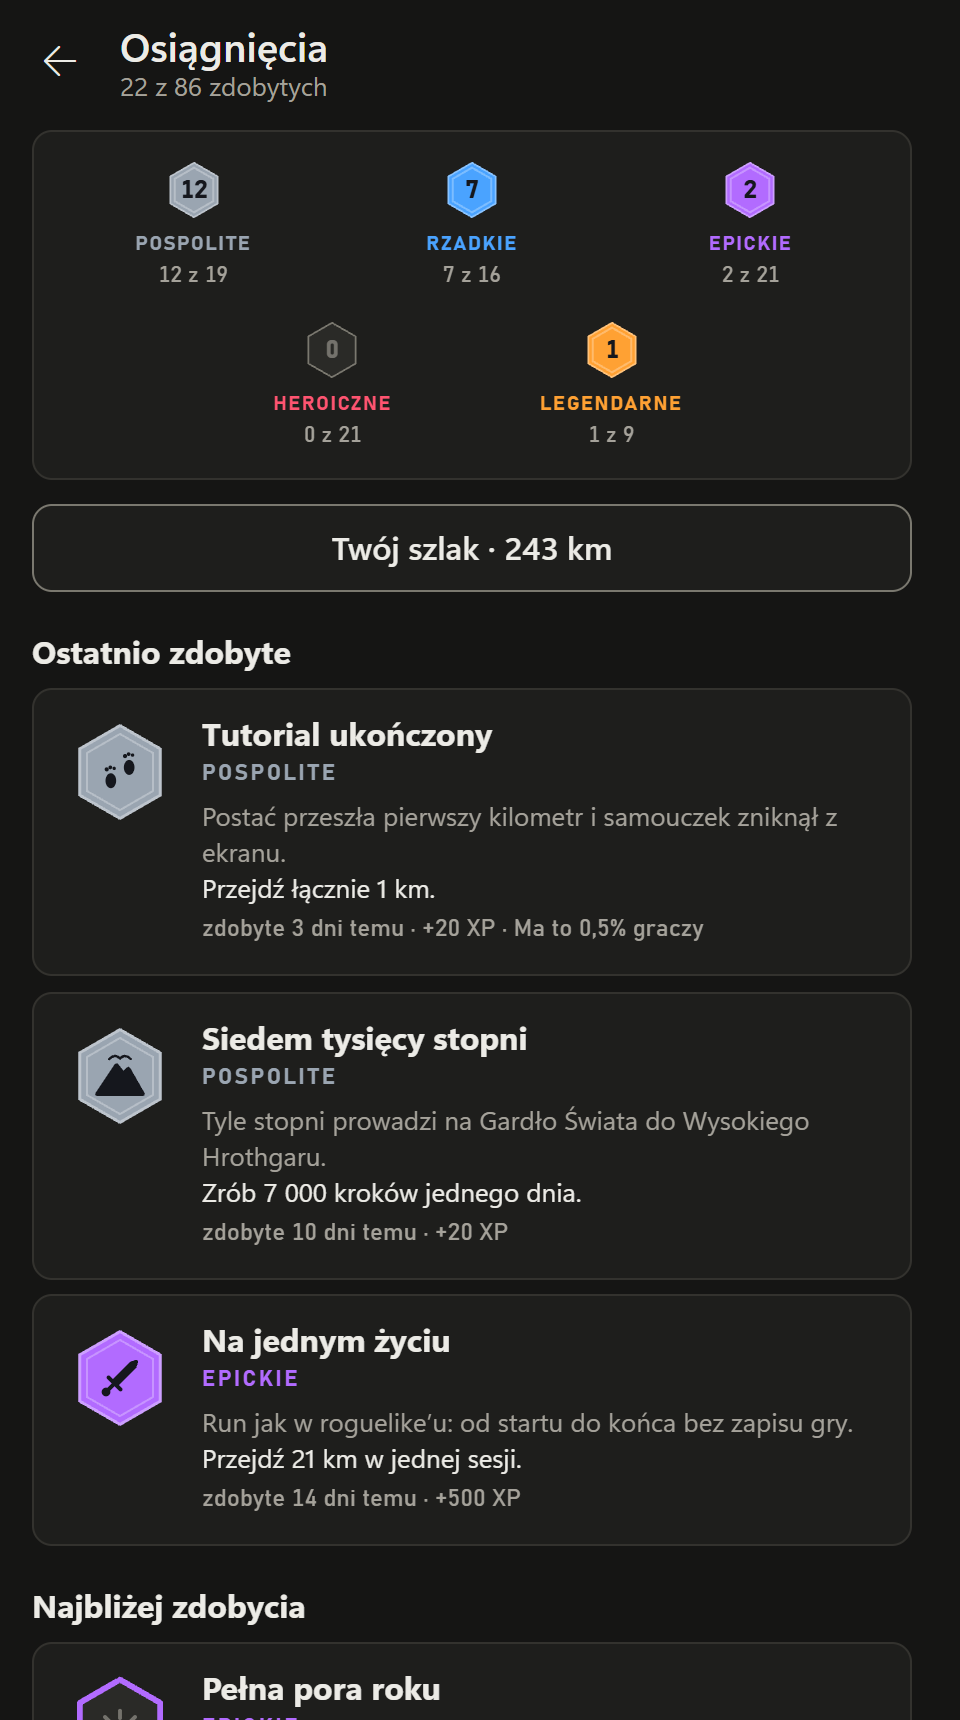 Osiągnięcia
22 z 86 zdobytych
12
7
2
POSPOLITE
RZADKIE
EPICKIE
12 z 19
7 z 16
2 z 21
0
1
HEROICZNE
LEGENDARNE
0 z 21
1 z 9
Twój szlak · 243 km
Ostatnio zdobyte
Tutorial ukończony
POSPOLITE
Postać przeszła pierwszy kilometr i samouczek zniknął z
ekranu.
Przejdź łącznie 1 km.
zdobyte 3 dni temu · +20 XP · Ma to 0,5% graczy
Siedem tysięcy stopni
POSPOLITE
Tyle stopni prowadzi na Gardło Świata do Wysokiego
Hrothgaru.
Zrób 7 000 kroków jednego dnia.
zdobyte 10 dni temu · +20 XP
Na jednym życiu
EPICKIE
Run jak w roguelike’u: od startu do końca bez zapisu gry.
Przejdź 21 km w jednej sesji.
zdobyte 14 dni temu · +500 XP
Najbliżej zdobycia
Pełna pora roku